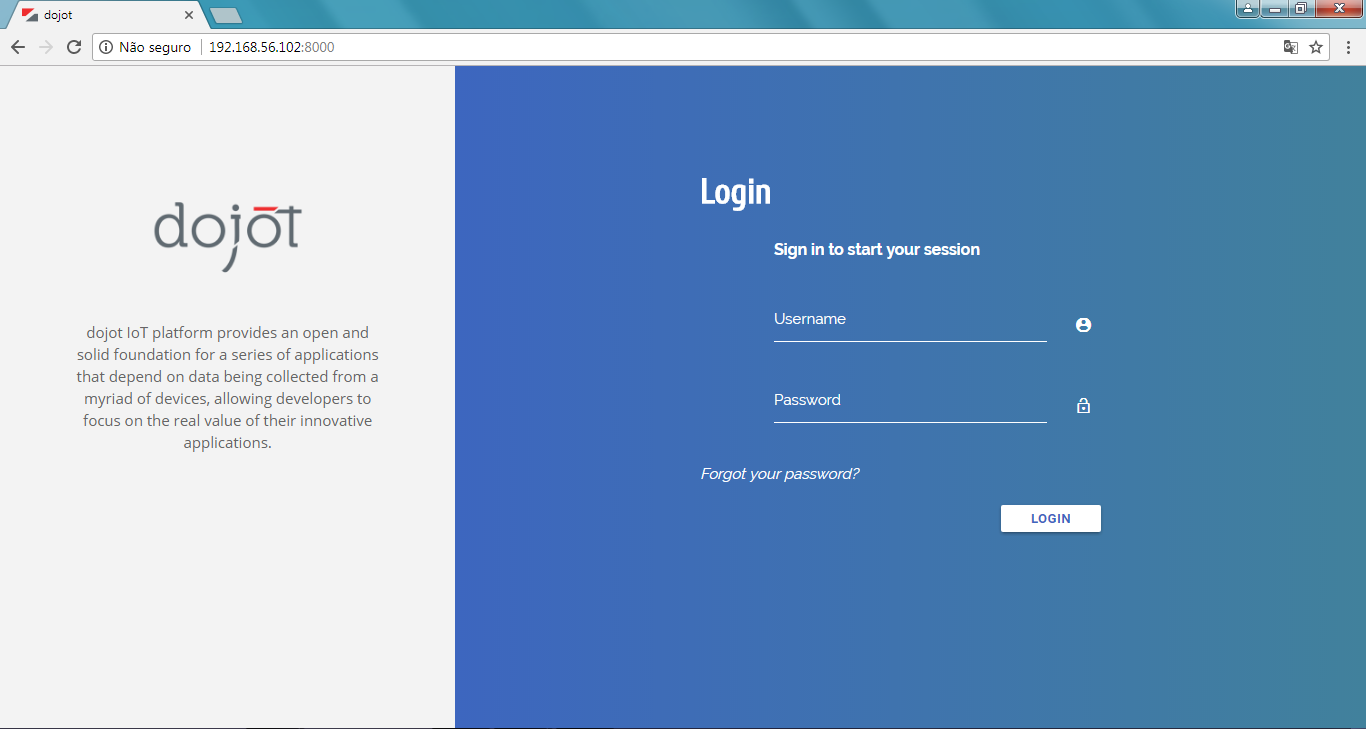 dojot
Não seguro
192.168.56.102:8000
dojot
dojot IoT platform provides an open and
solid foundation for a series of applications
that depend on data being collected from a
myriad of devices, allowing developers to
focus on the real value of their innovative
applications.
Login
Sign in to start your session
Username
Password
Forgot your password?
LOGIN